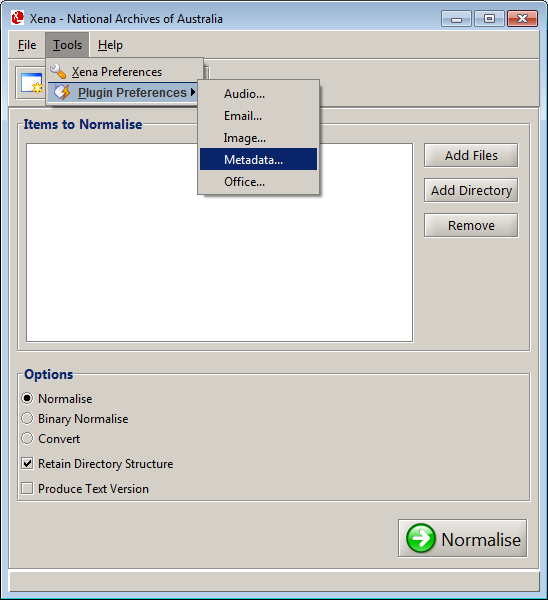 Xena - National Archives of Australia
File Tools Help
Xena Preferences
Plugin Preferences
Audio...
Email...
Image...
Metadata...
Office...
Items to Normalise
Add Files
Add Directory
Remove
Options
Normalise
Binary Normalise
Convert
Retain Directory Structure
Produce Text Version
Normalise